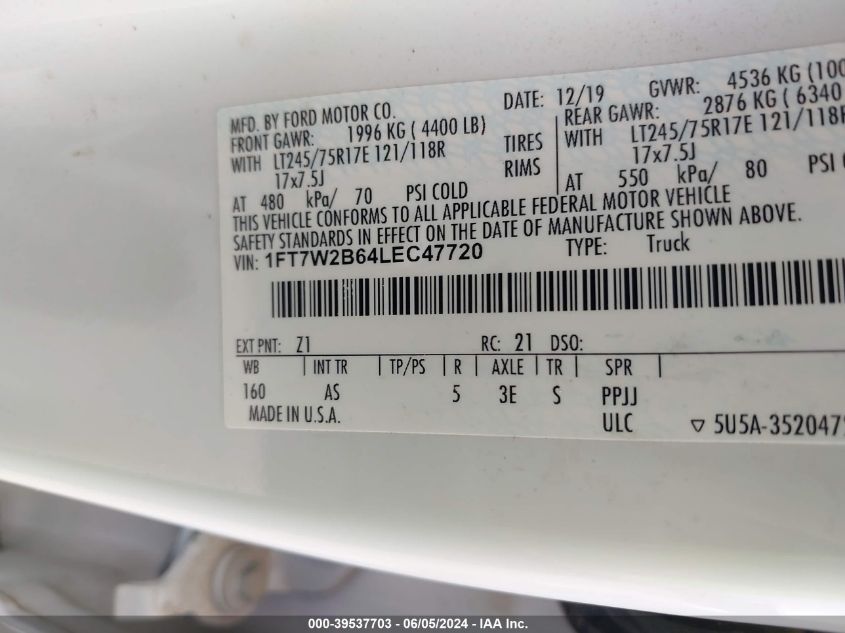 MFD. BY FORD MOTOR CO. DATE: 12/19 GVWR: 4536 KG (100
FRONT GAWR: 1996 KG ( 4400 LB) REAR GAWR: 2876 KG ( 6340
WITH LT245/75R17E 121/118R TIRES WITH LT245/75R17E 121/118R
17x7.5J RIMS 17x7.5J
AT 480 kPa/ 70 PSI COLD AT 550 kPa/ 80 PSI
THIS VEHICLE CONFORMS TO ALL APPLICABLE FEDERAL MOTOR VEHICLE
SAFETY STANDARDS IN EFFECT ON THE DATE OF MANUFACTURE SHOWN ABOVE.
VIN: 1FT7W2B64LEC47720 TYPE: Truck
EXT PNT: Z1 RC: 21 DSO:
WB INT TR TP/PS R AXLE TR SPR
160 AS 5 3E S PPJJ
MADE IN U.S.A. ULC ▽ 5U5A-3520472
000-39537703 - 06/05/2024 - IAA Inc.